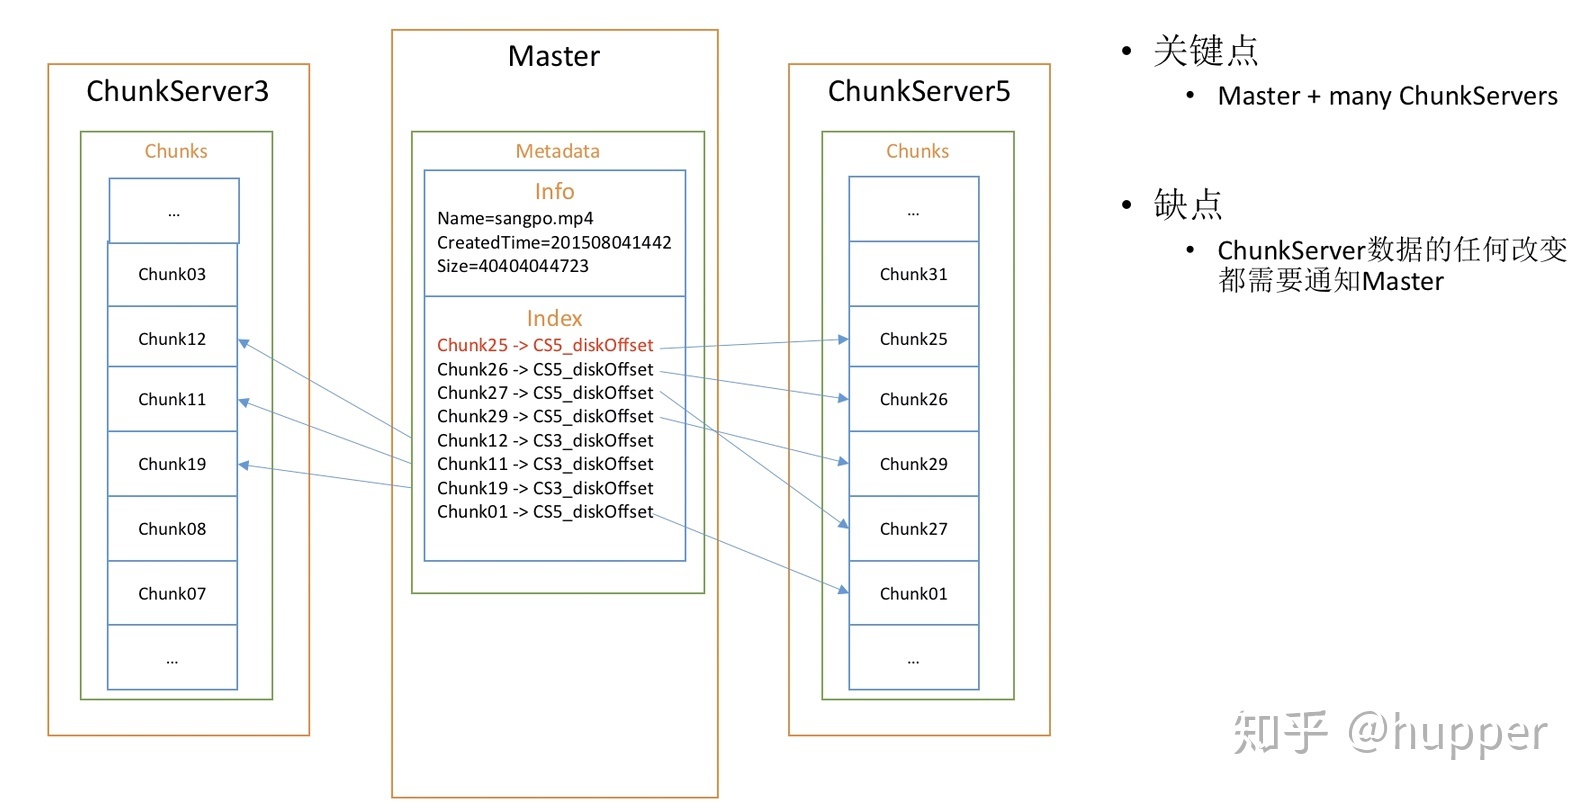 ChunkServer3
Chunks
...
Chunk03
Chunk12
Chunk11
Chunk19
Chunk08
Chunk07
...
Master
Metadata
Info
Name=sangpo.mp4
CreatedTime=201508041442
Size=40404044723
Index
Chunk25 -> CS5_diskOffset
Chunk26 -> CS5_diskOffset
Chunk27 -> CS5_diskOffset
Chunk29 -> CS5_diskOffset
Chunk12 -> CS3_diskOffset
Chunk11 -> CS3_diskOffset
Chunk19 -> CS3_diskOffset
Chunk01 -> CS5_diskOffset
ChunkServer5
Chunks
...
Chunk31
Chunk25
Chunk26
Chunk29
Chunk27
Chunk01
...
• 关键点
• Master + many ChunkServers
• 缺点
• ChunkServer数据的任何改变
都需要通知Master
知乎 @hupper